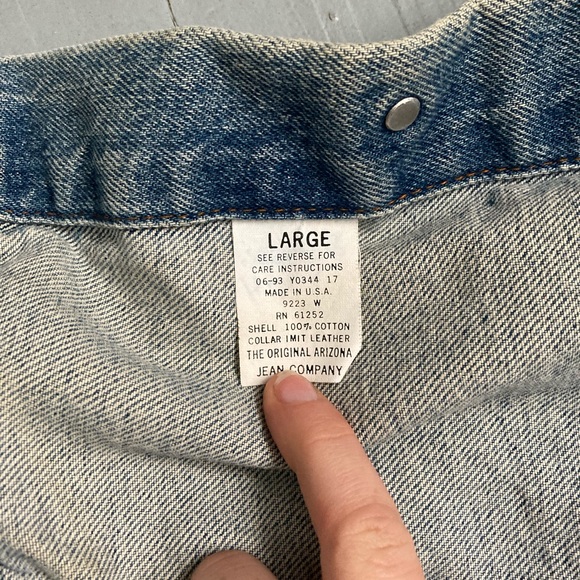 LARGE
SEE REVERSE FOR
CARE INSTRUCTIONS
06-93 Y0344 17
MADE IN U.S.A.
9223 W
RN 61252
SHELL 100% COTTON
COLLAR IMIT LEATHER
THE ORIGINAL ARIZONA
JEAN COMPANY